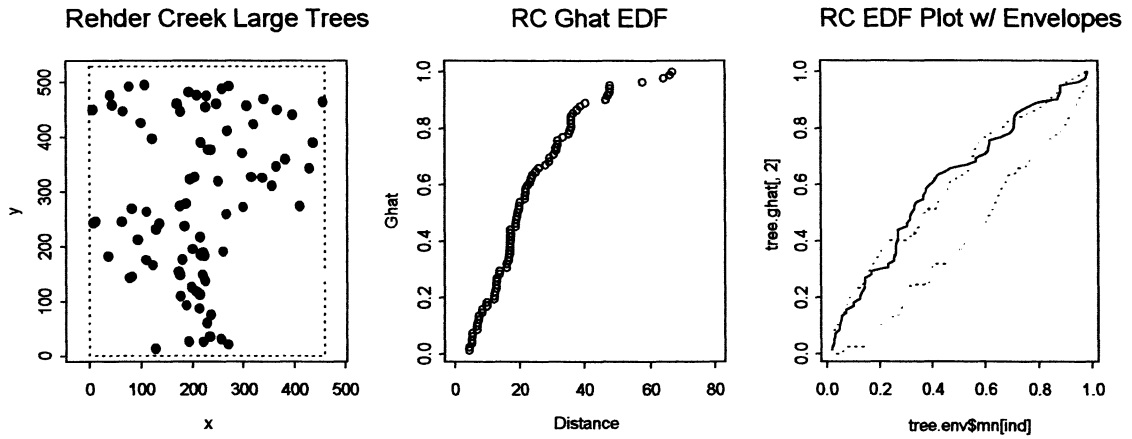 Rehder Creek Large Trees
RC Ghat EDF
RC EDF Plot w/ Envelopes
y
500
400
300
200
100
0
0 100 200 300 400 500
x
Ghat
1.0
0.8
0.6
0.4
0.2
0.0
0 20 40 60 80
Distance
tree.ghat[, 2]
1.0
0.8
0.6
0.4
0.2
0.0
0.0 0.2 0.4 0.6 0.8 1.0
tree.env$mn[ind]